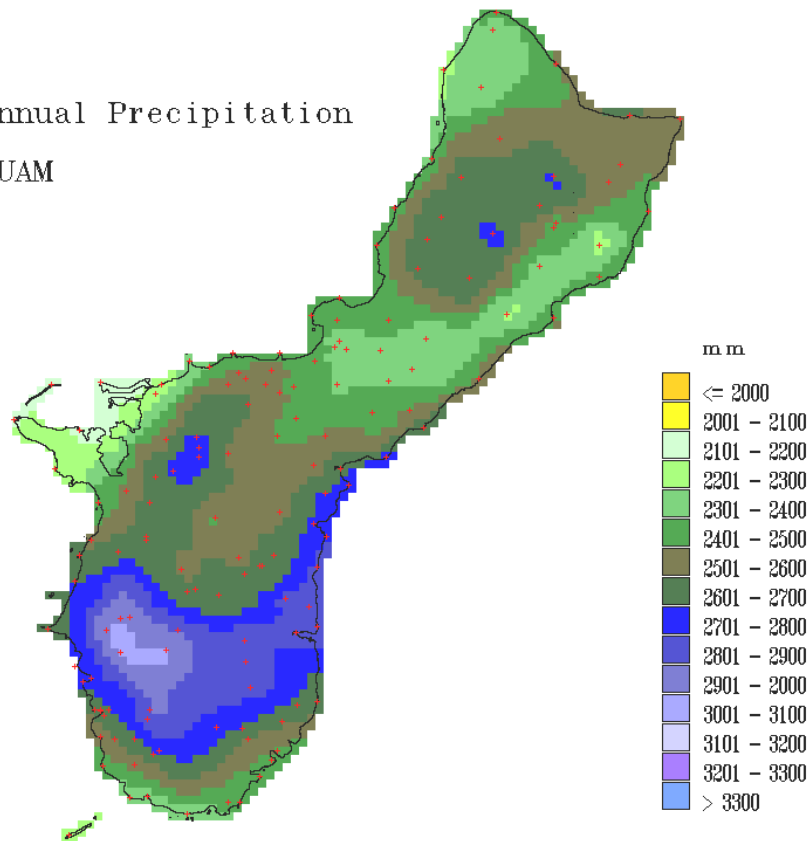 nnual Precipitation
UAM
mm
<= 2000
2001 - 2100
2101 - 2200
2201 - 2300
2301 - 2400
2401 - 2500
2501 - 2600
2601 - 2700
2701 - 2800
2801 - 2900
2901 - 2000
3001 - 3100
3101 - 3200
3201 - 3300
> 3300